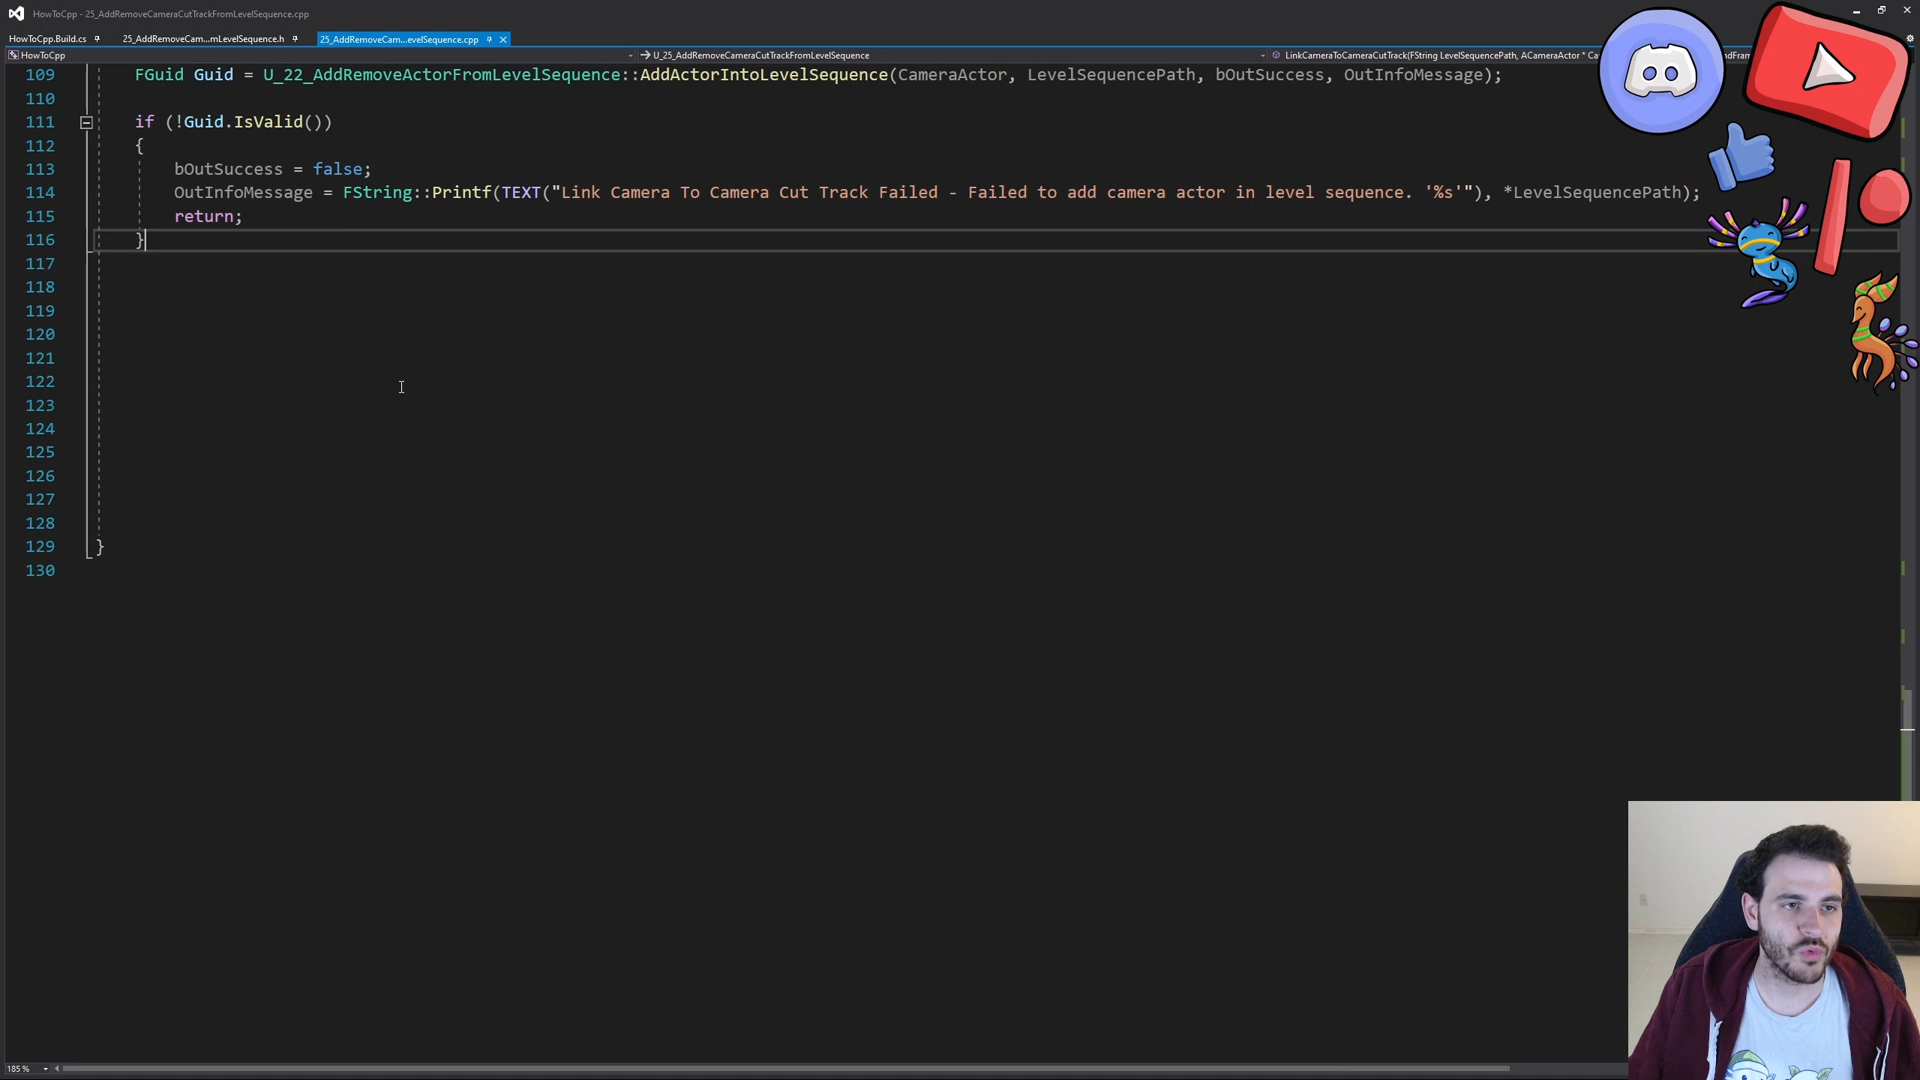 HowToCpp - 25_AddRemoveCameraCutTrackFromLevelSequence.cpp
HowToCpp.Build.cs
25_AddRemoveCam...mLevelSequence.h
25_AddRemoveCam...evelSequence.cpp
HowToCpp
U_25_AddRemoveCameraCutTrackFromLevelSequence
LinkCameraToCameraCutTrack(FString LevelSequencePath, ACameraActor * Ca
109 FGuid Guid = U_22_AddRemoveActorFromLevelSequence::AddActorIntoLevelSequence(CameraActor, LevelSequencePath, bOutSuccess, OutInfoMessage);
110
111 if (!Guid.IsValid())
112 {
113 bOutSuccess = false;
114 OutInfoMessage = FString::Printf(TEXT("Link Camera To Camera Cut Track Failed - Failed to add camera actor in level sequence. '%s'"), *LevelSequencePath);
115 return;
116 }
117
118
119
120
121
122
123
124
125
126
127
128
129 }
130
185 %